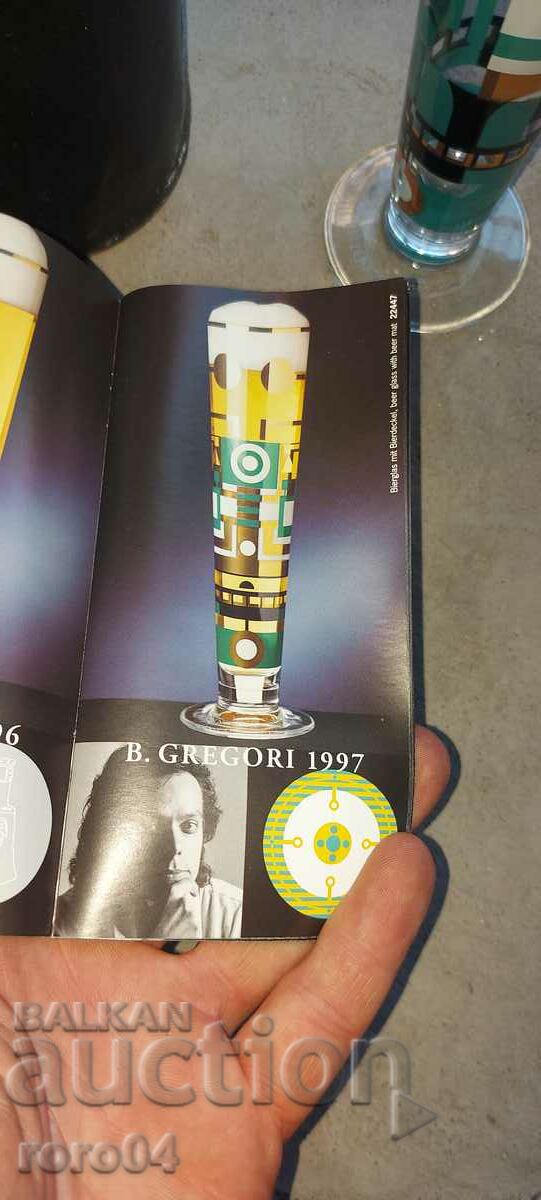 Bierglas mit Bierdeckel, beer glass with beer mat 22447
96
B. GREGORI 1997
BALKAN
auction
roro04